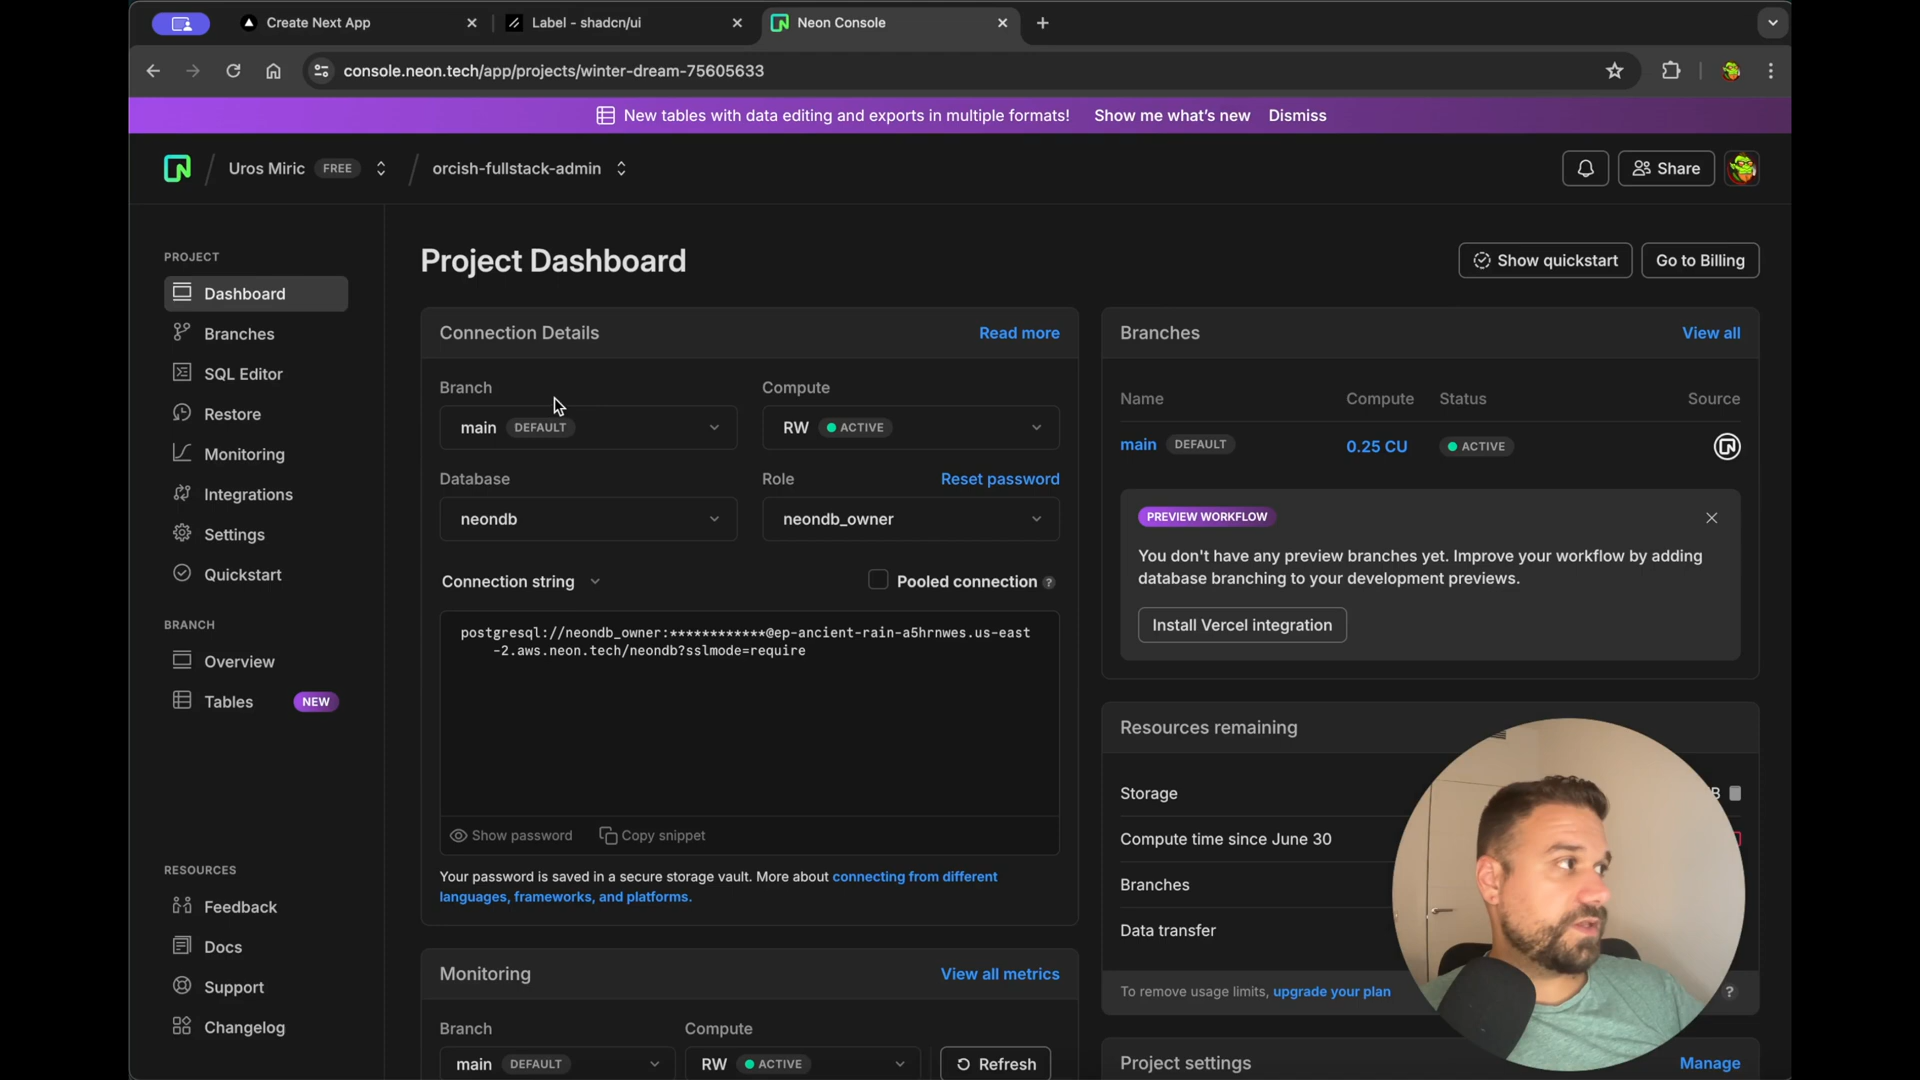 Create Next App
Label - shadcn/ui
Neon Console
console.neon.tech/app/projects/winter-dream-75605633
New tables with data editing and exports in multiple formats! Show me what's new Dismiss
Uros Miric FREE
orcish-fullstack-admin
Share
PROJECT
Dashboard
Branches
SQL Editor
Restore
Monitoring
Integrations
Settings
Quickstart
BRANCH
Overview
Tables NEW
RESOURCES
Feedback
Docs
Support
Changelog
Project Dashboard
Show quickstart
Go to Billing
Connection Details
Read more
Branch
Compute
main DEFAULT
RW ACTIVE
Database
Role
Reset password
neondb
neondb_owner
Connection string
Pooled connection ?
postgresql://neondb_owner:************@ep-ancient-rain-a5hrnwes.us-east
-2.aws.neon.tech/neondb?sslmode=require
Show password
Copy snippet
Your password is saved in a secure storage vault. More about connecting from different
languages, frameworks, and platforms.
Monitoring
View all metrics
Branch
Compute
main DEFAULT
RW ACTIVE
Refresh
Branches
View all
Name Compute Status Source
main DEFAULT 0.25 CU ACTIVE
PREVIEW WORKFLOW
You don't have any preview branches yet. Improve your workflow by adding
database branching to your development previews.
Install Vercel integration
Resources remaining
Storage
B
Compute time since June 30
Branches
Data transfer
To remove usage limits, upgrade your plan
?
Project settings
Manage